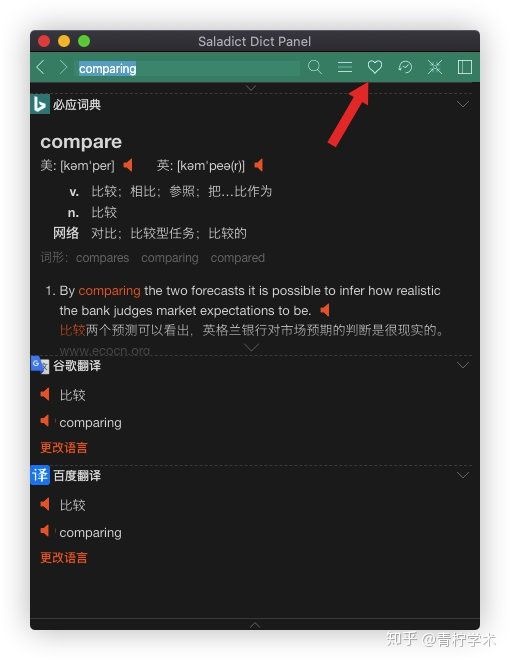 Saladict Dict Panel
comparing
必应词典
compare
美: [kəm'per] 英: [kəm'peə(r)]
v. 比较；相比；参照；把…比作为
n. 比较
网络 对比；比较型任务；比较的
词形: compares comparing compared
1. By comparing the two forecasts it is possible to infer how realistic
the bank judges market expectations to be.
比较两个预测可以看出，英格兰银行对市场预期的判断是很现实的。
www.ecocn.org
谷歌翻译
比较
comparing
更改语言
译 百度翻译
比较
comparing
更改语言
知乎 @青柠学术